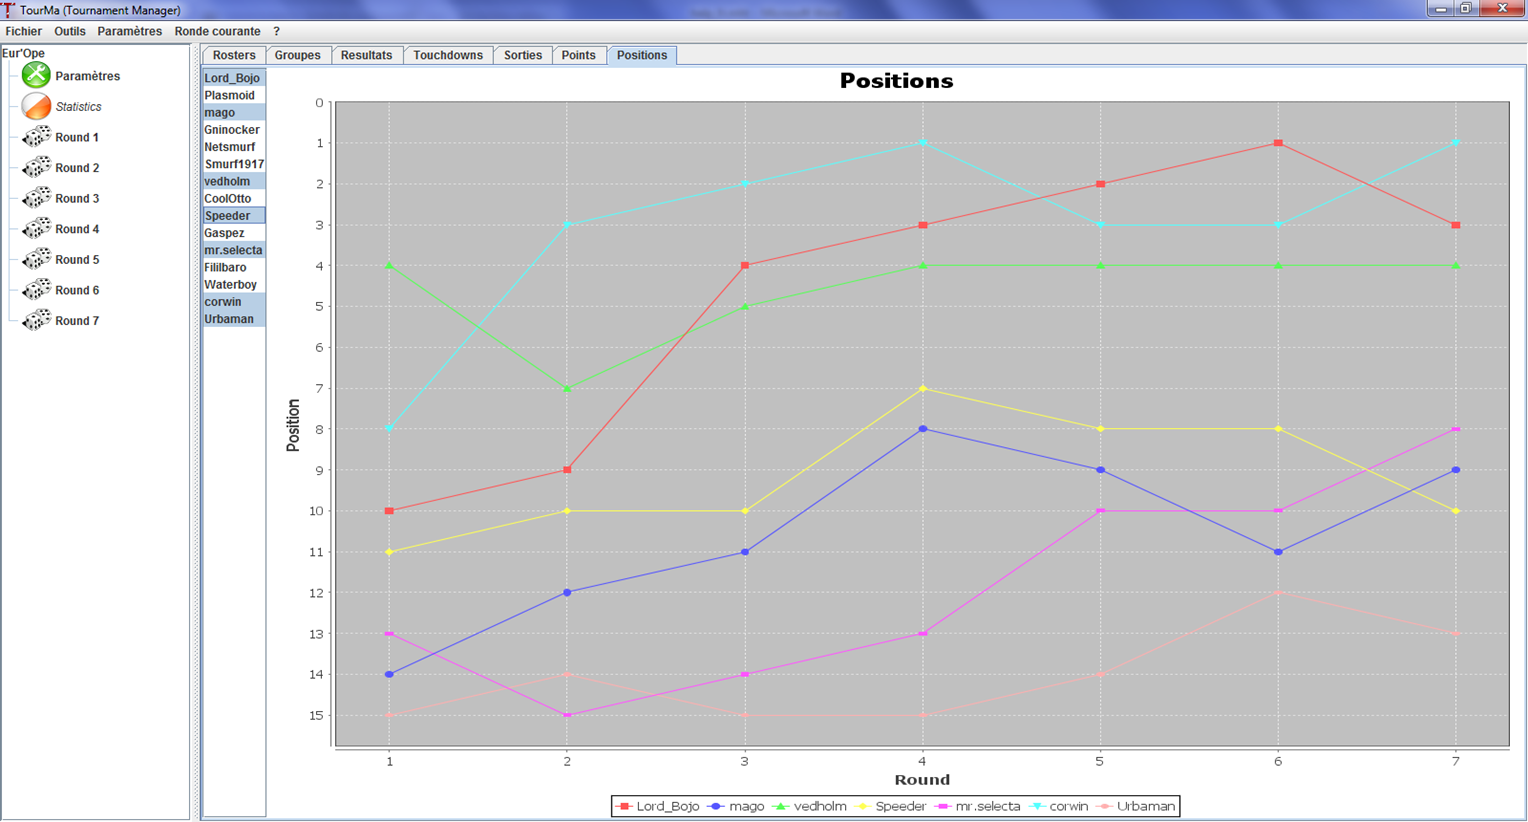 TourMa (Tournament Manager)
Fichier Outils Paramètres Ronde courante ?
Eur'Ope
Paramètres
Statistics
Round 1
Round 2
Round 3
Round 4
Round 5
Round 6
Round 7
Rosters Groupes Resultats Touchdowns Sorties Points Positions
Lord_Bojo
Plasmoid
mago
Gninocker
Netsmurf
Smurf1917
vedholm
CoolOtto
Speeder
Gaspez
mr.selecta
Fililbaro
Waterboy
corwin
Urbaman
Positions
Position
0
1
2
3
4
5
6
7
8
9
10
11
12
13
14
15
1 2 3 4 5 6 7
Round
Lord_Bojo mago vedholm Speeder mr.selecta corwin Urbaman